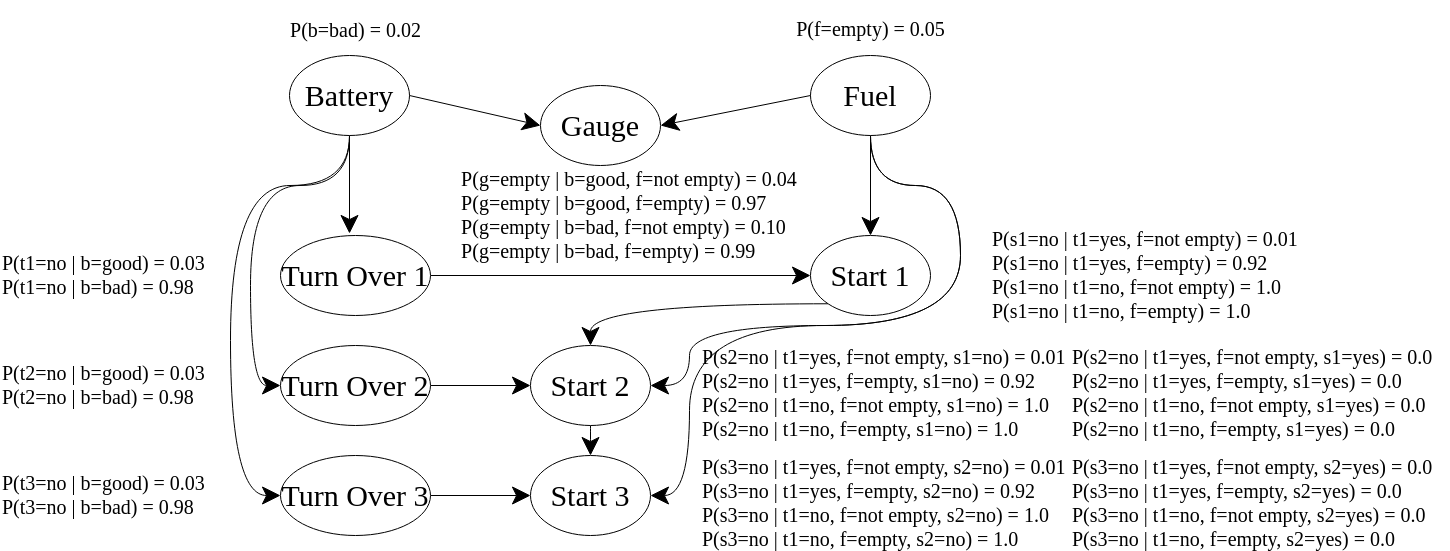 P(b=bad) = 0.02
P(f=empty) = 0.05
Battery
Fuel
Gauge
P(g=empty | b=good, f=not empty) = 0.04
P(g=empty | b=good, f=empty) = 0.97
P(g=empty | b=bad, f=not empty) = 0.10
P(g=empty | b=bad, f=empty) = 0.99
P(t1=no | b=good) = 0.03
P(t1=no | b=bad) = 0.98
Turn Over 1
Start 1
P(s1=no | t1=yes, f=not empty) = 0.01
P(s1=no | t1=yes, f=empty) = 0.92
P(s1=no | t1=no, f=not empty) = 1.0
P(s1=no | t1=no, f=empty) = 1.0
P(t2=no | b=good) = 0.03
P(t2=no | b=bad) = 0.98
Turn Over 2
Start 2
P(s2=no | t1=yes, f=not empty, s1=no) = 0.01
P(s2=no | t1=yes, f=empty, s1=no) = 0.92
P(s2=no | t1=no, f=not empty, s1=no) = 1.0
P(s2=no | t1=no, f=empty, s1=no) = 1.0
P(s2=no | t1=yes, f=not empty, s1=yes) = 0.0
P(s2=no | t1=yes, f=empty, s1=yes) = 0.0
P(s2=no | t1=no, f=not empty, s1=yes) = 0.0
P(s2=no | t1=no, f=empty, s1=yes) = 0.0
P(t3=no | b=good) = 0.03
P(t3=no | b=bad) = 0.98
Turn Over 3
Start 3
P(s3=no | t1=yes, f=not empty, s2=no) = 0.01
P(s3=no | t1=yes, f=empty, s2=no) = 0.92
P(s3=no | t1=no, f=not empty, s2=no) = 1.0
P(s3=no | t1=no, f=empty, s2=no) = 1.0
P(s3=no | t1=yes, f=not empty, s2=yes) = 0.0
P(s3=no | t1=yes, f=empty, s2=yes) = 0.0
P(s3=no | t1=no, f=not empty, s2=yes) = 0.0
P(s3=no | t1=no, f=empty, s2=yes) = 0.0